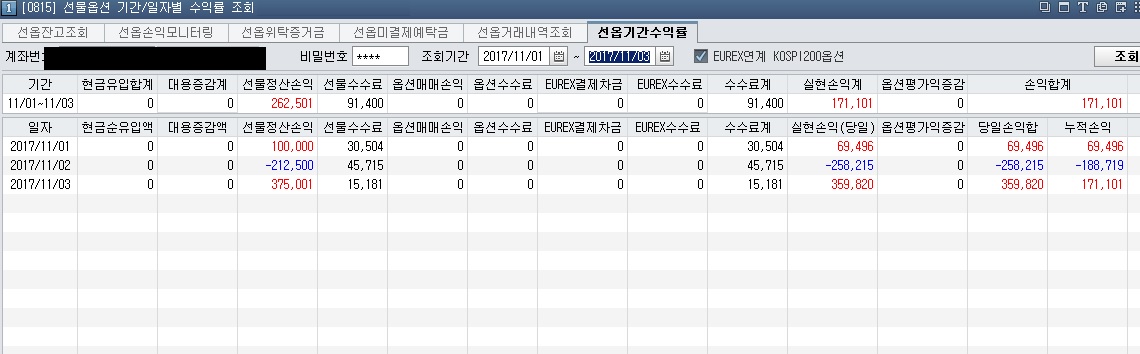 1 [0815] 선물옵션 기간/일자별 수익률 조회
선옵잔고조회 선옵손익모니터링 선옵위탁증거금 선옵미결제예탁금 선옵거래내역조회 선옵기간수익률
계좌번 비밀번호 **** 조회기간 2017/11/01 ~ 2017/11/03 EUREX연계 KOSPI200옵션 조회
기간 현금유입합계 대용증감계 선물정산손익 선물수수료 옵션매매손익 옵션수수료 EUREX결제차금 EUREX수수료 수수료계 실현손익계 옵션평가익증감 손익합계
11/01~11/03 0 0 262,501 91,400 0 0 0 0 91,400 171,101 0 171,101
일자 현금순유입액 대용증감액 선물정산손익 선물수수료 옵션매매손익 옵션수수료 EUREX결제차금 EUREX수수료 수수료계 실현손익(당일) 옵션평가익증감 당일손익합 누적손익
2017/11/01 0 0 100,000 30,504 0 0 0 0 30,504 69,496 0 69,496 69,496
2017/11/02 0 0 -212,500 45,715 0 0 0 0 45,715 -258,215 0 -258,215 -188,719
2017/11/03 0 0 375,001 15,181 0 0 0 0 15,181 359,820 0 359,820 171,101